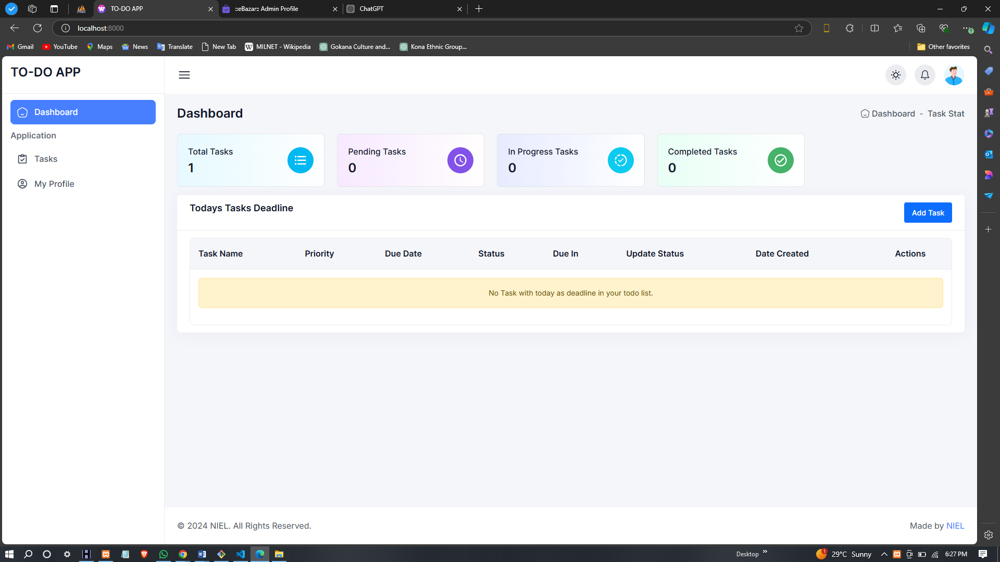 TO-DO APP
::eBazar:: Admin Profile
ChatGPT
localhost:8000
Gmail
YouTube
Maps
News
Translate
New Tab
MILNET - Wikipedia
Gokana Culture and...
Kona Ethnic Group...
Other favorites
TO-DO APP
Dashboard
Application
Tasks
My Profile
Dashboard
Dashboard - Task Stat
Total Tasks
1
Pending Tasks
0
In Progress Tasks
0
Completed Tasks
0
Todays Tasks Deadline
Add Task
Task Name Priority Due Date Status Due In Update Status Date Created Actions
No Task with today as deadline in your todo list.
© 2024 NIEL. All Rights Reserved.
Made by NIEL
Desktop
1
29°C Sunny
6:27 PM